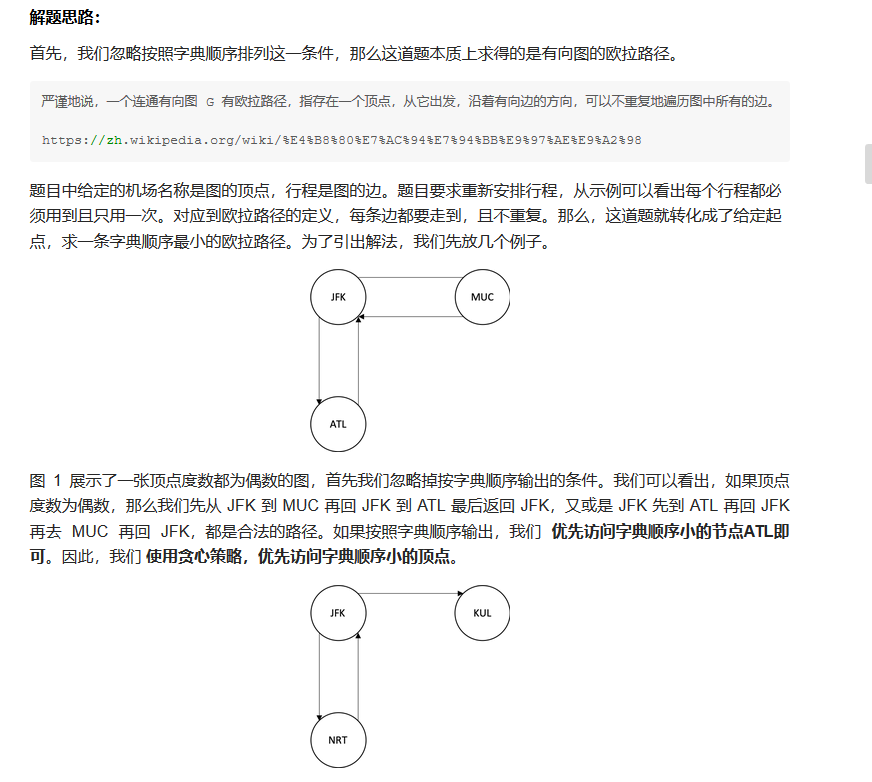 解题思路：
首先，我们忽略按照字典顺序排列这一条件，那么这道题本质上求得的是有向图的欧拉路径。
严谨地说，一个连通有向图 G 有欧拉路径，指存在一个顶点，从它出发，沿着有向边的方向，可以不重复地遍历图中所有的边。
https://zh.wikipedia.org/wiki/%E4%B8%80%E7%AC%94%E7%94%BB%E9%97%AE%E9%A2%98
题目中给定的机场名称是图的顶点，行程是图的边。题目要求重新安排行程，从示例可以看出每个行程都必
须用到且只用一次。对应到欧拉路径的定义，每条边都要走到，且不重复。那么，这道题就转化成了给定起
点，求一条字典顺序最小的欧拉路径。为了引出解法，我们先放几个例子。
JFK
MUC
ATL
图 1 展示了一张顶点度数都为偶数的图，首先我们忽略掉按字典顺序输出的条件。我们可以看出，如果顶点
度数为偶数，那么我们先从 JFK 到 MUC 再回 JFK 到 ATL 最后返回 JFK，又或是 JFK 先到 ATL 再回 JFK
再去 MUC 再回 JFK，都是合法的路径。如果按照字典顺序输出，我们 优先访问字典顺序小的节点ATL即
可。因此，我们 使用贪心策略，优先访问字典顺序小的顶点。
JFK
KUL
NRT